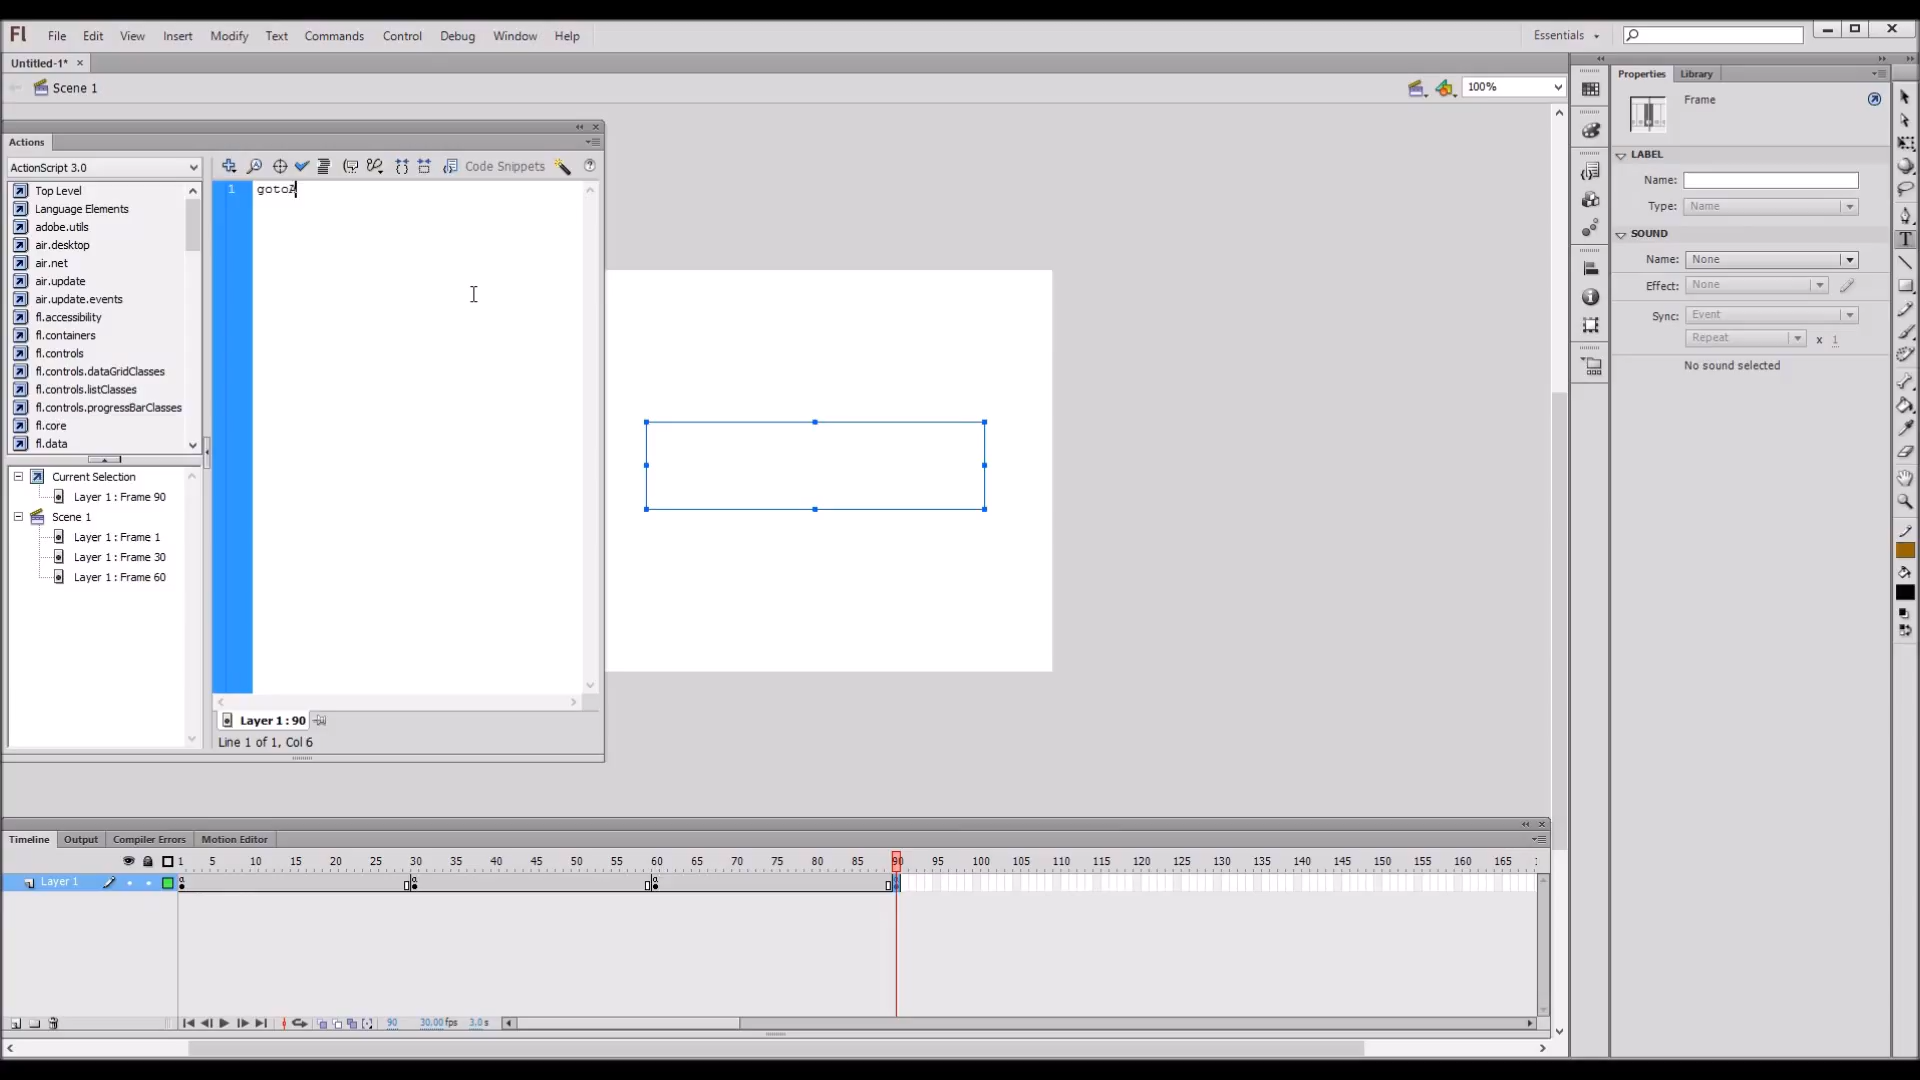 Fl File Edit View Insert Modify Text Commands Control Debug Window Help Essentials
Untitled-1* ×
Scene 1
100%
Properties Library
Frame
Actions
LABEL
ActionScript 3.0
Code Snippets
Name:
1 gotoA
Type: Name
Top Level
Language Elements
adobe.utils
SOUND
air.desktop
Name: None
air.net
air.update
Effect: None
air.update.events
Sync: Event
fl.accessibility
Repeat x 1
fl.containers
fl.controls
No sound selected
fl.controls.dataGridClasses
fl.controls.listClasses
fl.controls.progressBarClasses
fl.core
fl.data
Current Selection
Layer 1 : Frame 90
Scene 1
Layer 1 : Frame 1
Layer 1 : Frame 30
Layer 1 : Frame 60
Layer 1 : 90
Line 1 of 1, Col 6
Timeline Output Compiler Errors Motion Editor
1 5 10 15 20 25 30 35 40 45 50 55 60 65 70 75 80 85 90 95 100 105 110 115 120 125 130 135 140 145 150 155 160 165
Layer 1
90 30.00 fps 3.0 s